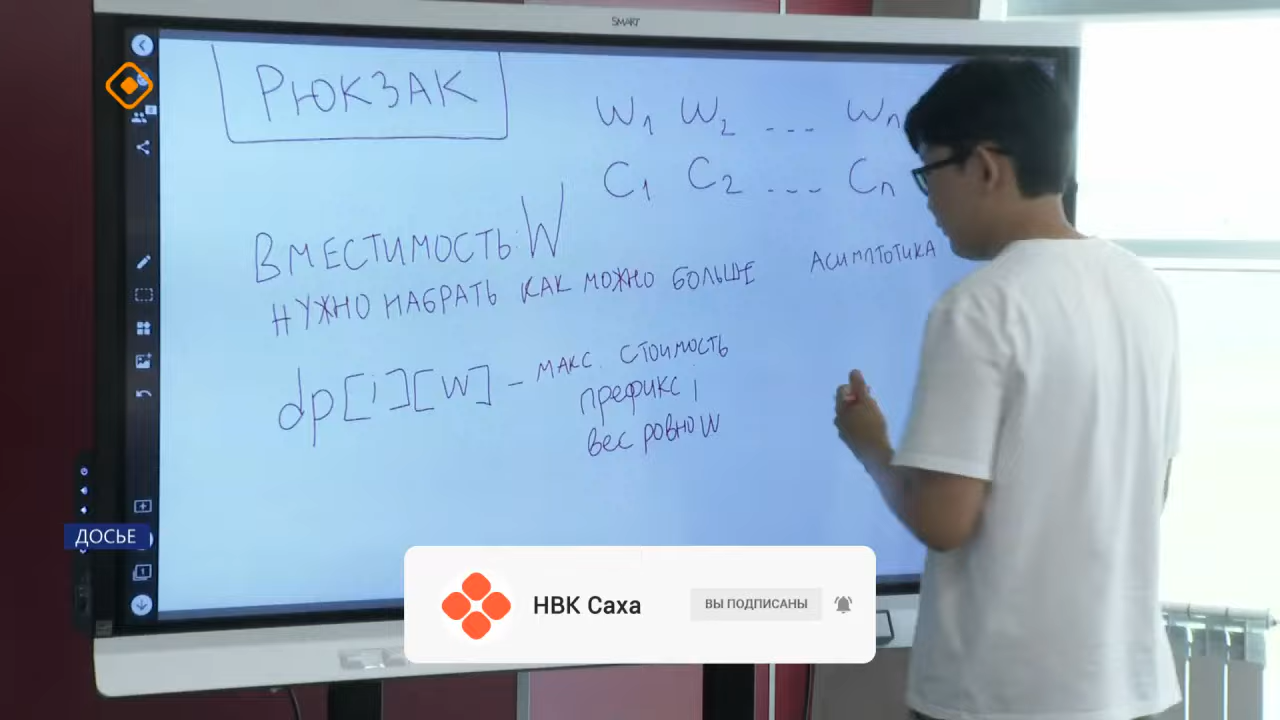 SMART
РЮКЗАК
W1 W2 ... Wn
C1 C2 ... Cn
ВМЕСТИМОСТЬ: W
НУЖНО НАБРАТЬ КАК МОЖНО БОЛЬШЕ
АСИМПТОТИКА
dp[i][w] – МАКС. СТОИМОСТЬ
префикс i
вес ровно W
ДОСЬЕ
НВК Саха
ВЫ ПОДПИСАНЫ